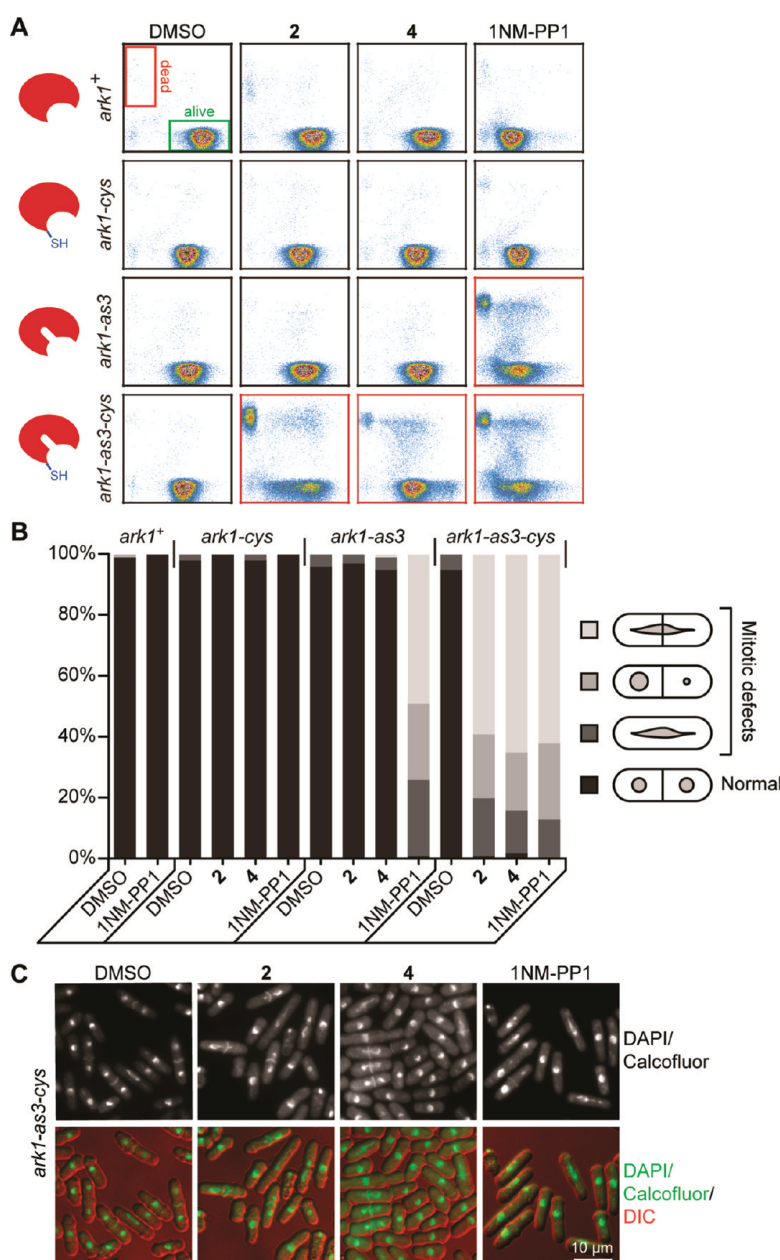 A
DMSO 2 4 1NM-PP1
ark1+
dead
alive
ark1-cys
SH
ark1-as3
ark1-as3-cys
SH
B
ark1+ ark1-cys ark1-as3 ark1-as3-cys
100%
80%
60%
40%
20%
0%
DMSO 1NM-PP1 DMSO 2 4 1NM-PP1 DMSO 2 4 1NM-PP1 DMSO 2 4 1NM-PP1
Mitotic defects
Normal
C
DMSO 2 4 1NM-PP1
ark1-as3-cys
DAPI/
Calcofluor
DAPI/
Calcofluor/
DIC
10 µm